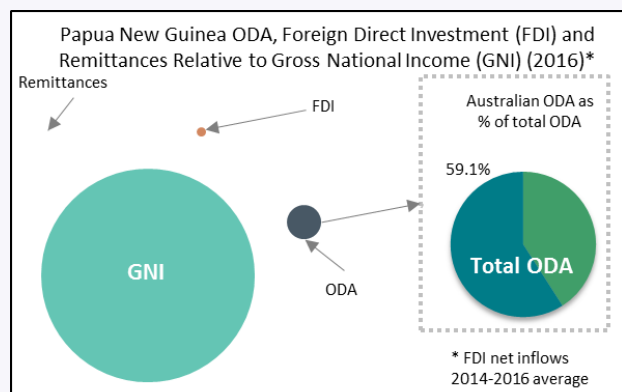 Papua New Guinea ODA, Foreign Direct Investment (FDI) and
Remittances Relative to Gross National Income (GNI) (2016)*
Remittances
FDI
Australian ODA as
% of total ODA
59.1%
GNI
Total ODA
ODA
* FDI net inflows
2014-2016 average